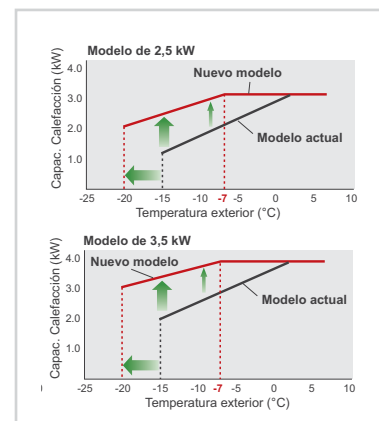 Modelo de 2,5 kW
Capac. Calefacción (kW)
4.0
3.0
2.0
1.0
Nuevo modelo
Modelo actual
-25 -20 -15 -10 -7 -5 0 5 10
Temperatura exterior (°C)
Modelo de 3,5 kW
Capac. Calefacción (kW)
4.0
3.0
2.0
1.0
Nuevo modelo
Modelo actual
-25 -20 -15 -10 -7 -5 0 5 10
Temperatura exterior (°C)